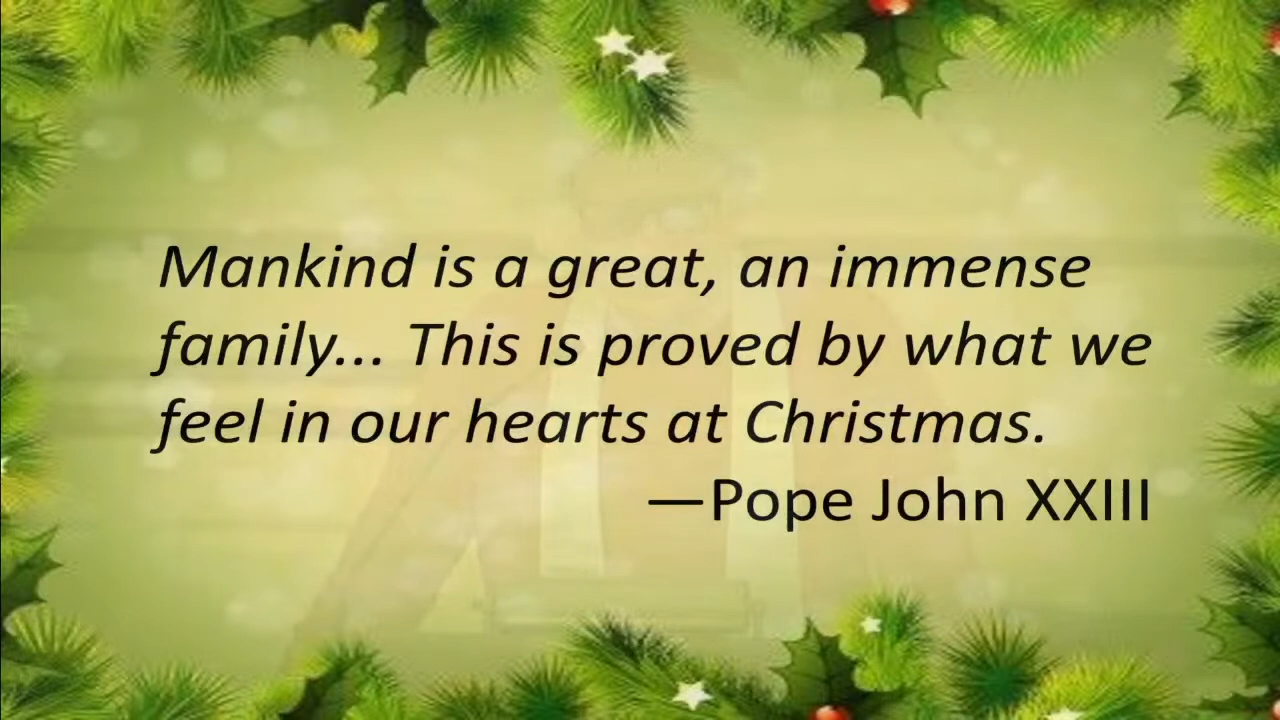 Mankind is a great, an immense
family... This is proved by what we
feel in our hearts at Christmas.
—Pope John XXIII